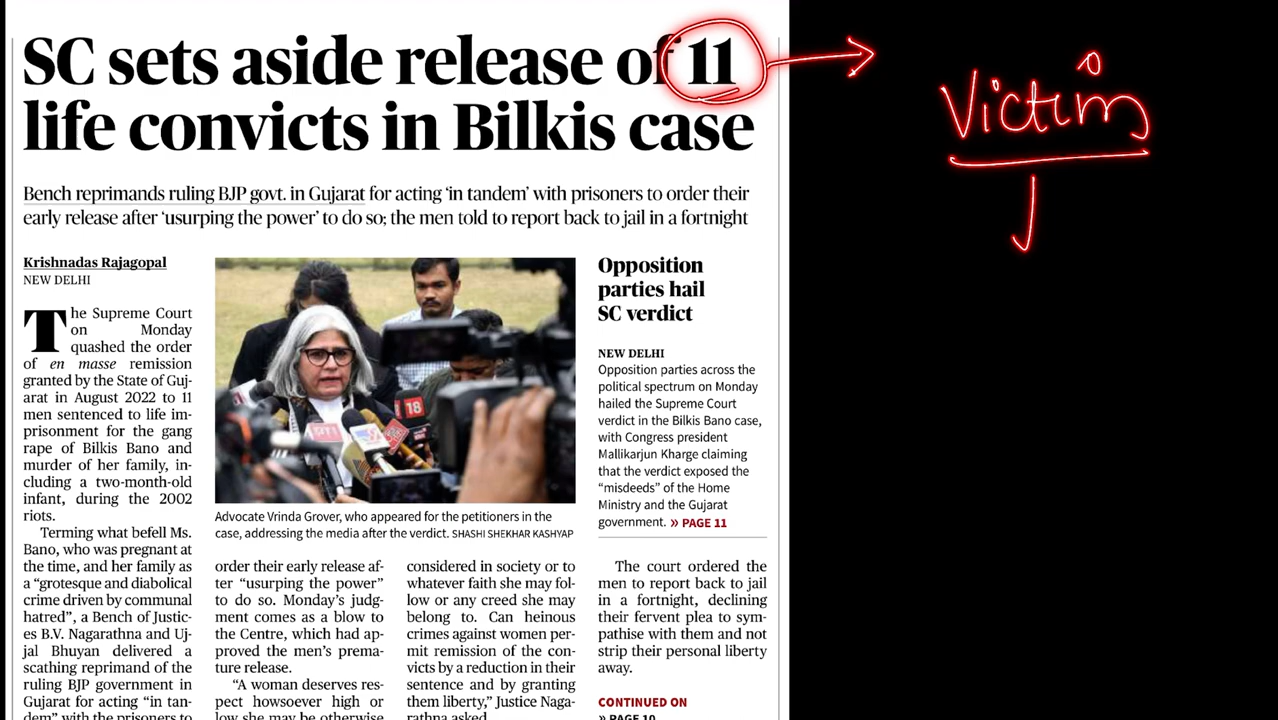 SC sets aside release of 11
life convicts in Bilkis case
Victim
Bench reprimands ruling BJP govt. in Gujarat for acting ‘in tandem’ with prisoners to order their
early release after ‘usurping the power’ to do so; the men told to report back to jail in a fortnight
Krishnadas Rajagopal
NEW DELHI
The Supreme Court
on Monday
quashed the order
of en masse remission
granted by the State of Guj-
arat in August 2022 to 11
men sentenced to life im-
prisonment for the gang
rape of Bilkis Bano and
murder of her family, in-
cluding a two-month-old
infant, during the 2002
riots.
Terming what befell Ms.
Bano, who was pregnant at
the time, and her family as
a “grotesque and diabolical
crime driven by communal
hatred”, a Bench of Justic-
es B.V. Nagarathna and Uj-
jal Bhuyan delivered a
scathing reprimand of the
ruling BJP government in
Gujarat for acting “in tan-
dem” with the prisoners to
18
Advocate Vrinda Grover, who appeared for the petitioners in the
case, addressing the media after the verdict. SHASHI SHEKHAR KASHYAP
order their early release af-
ter “usurping the power”
to do so. Monday’s judg-
ment comes as a blow to
the Centre, which had ap-
proved the men’s prema-
ture release.
“A woman deserves res-
pect howsoever high or
low she may be otherwise
considered in society or to
whatever faith she may fol-
low or any creed she may
belong to. Can heinous
crimes against women per-
mit remission of the con-
victs by a reduction in their
sentence and by granting
them liberty,” Justice Naga-
rathna asked.
Opposition
parties hail
SC verdict
NEW DELHI
Opposition parties across the
political spectrum on Monday
hailed the Supreme Court
verdict in the Bilkis Bano case,
with Congress president
Mallikarjun Kharge claiming
that the verdict exposed the
“misdeeds” of the Home
Ministry and the Gujarat
government. » PAGE 11
The court ordered the
men to report back to jail
in a fortnight, declining
their fervent plea to sym-
pathise with them and not
strip their personal liberty
away.
CONTINUED ON
» PAGE 10